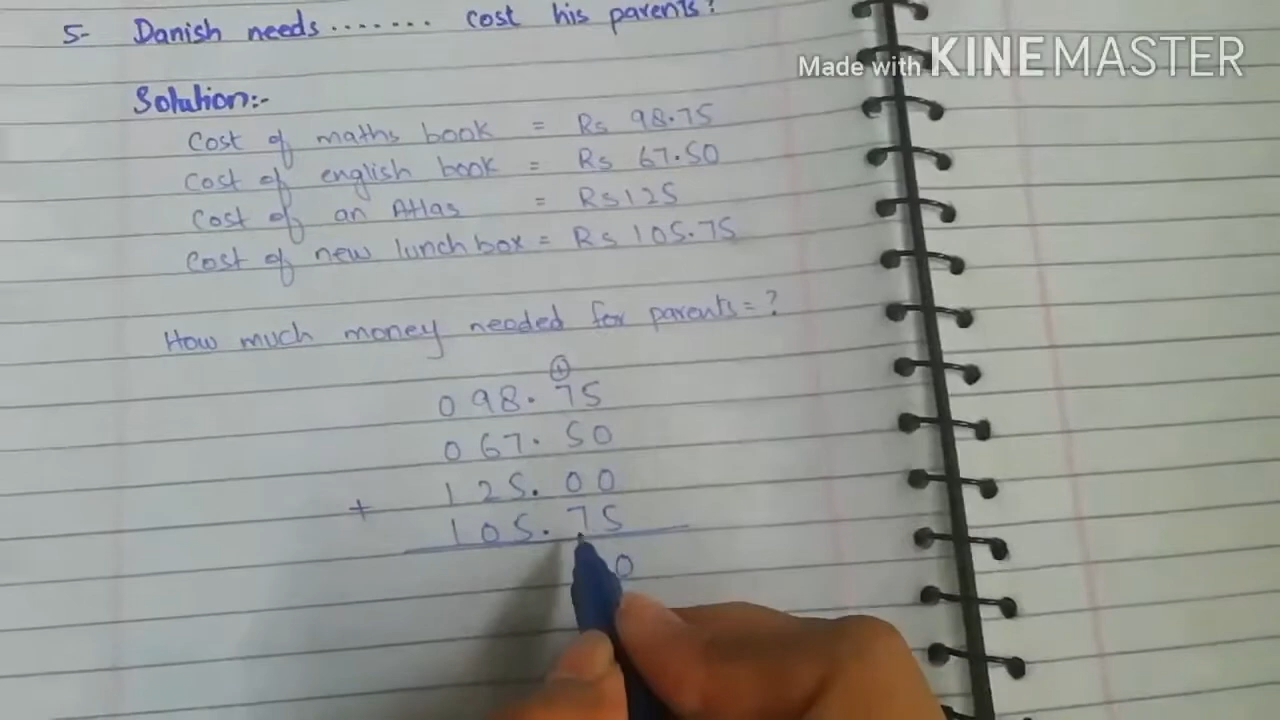 5- Danish needs ........ cost his parents?
Made with KINEMASTER
Solution:-
Cost of maths book = Rs 98.75
Cost of english book = Rs 67.50
Cost of an Atlas = Rs 125
Cost of new lunch box = Rs 105.75
How much money needed for parents = ?
1
098.75
067.50
125.00
+ 105.75
0